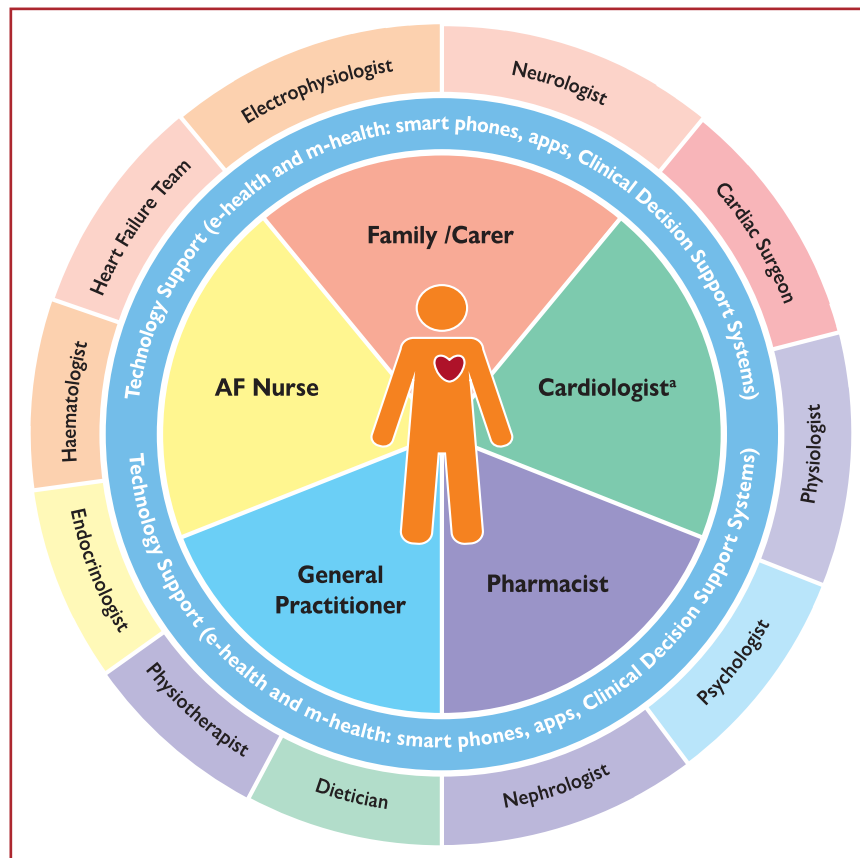 Electrophysiologist
Neurologist
Cardiac Surgeon
Physiologist
Psychologist
Nephrologist
Dietician
Physiotherapist
Endocrinologist
Haematologist
Heart Failure Team
Technology Support (e-health and m-health: smart phones, apps, Clinical Decision Support Systems)
Technology Support (e-health and m-health: smart phones, apps, Clinical Decision Support Systems)
Family /Carer
Cardiologistᵃ
Pharmacist
General
Practitioner
AF Nurse